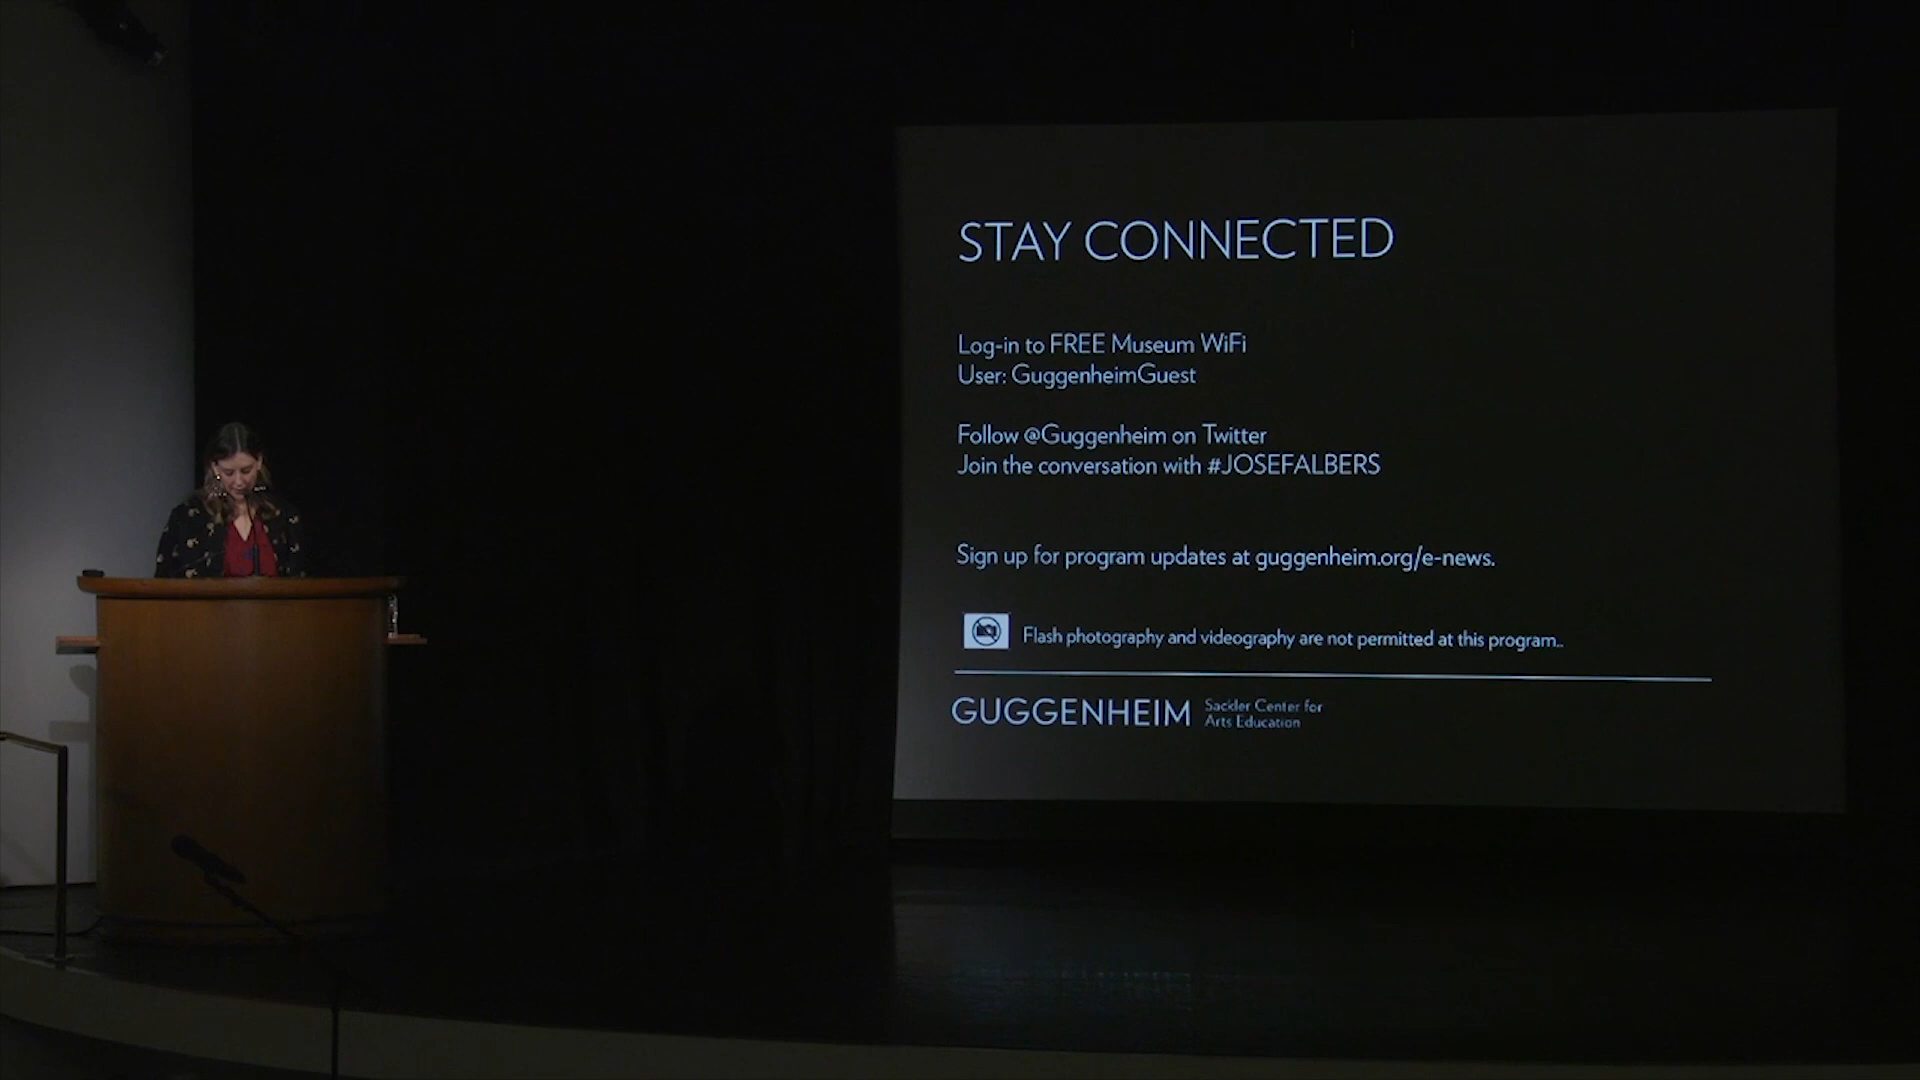 STAY CONNECTED
Log-in to FREE Museum WiFi
User: GuggenheimGuest
Follow @Guggenheim on Twitter
Join the conversation with #JOSEFALBERS
Sign up for program updates at guggenheim.org/e-news.
Flash photography and videography are not permitted at this program..
GUGGENHEIM
Sackler Center for
Arts Education